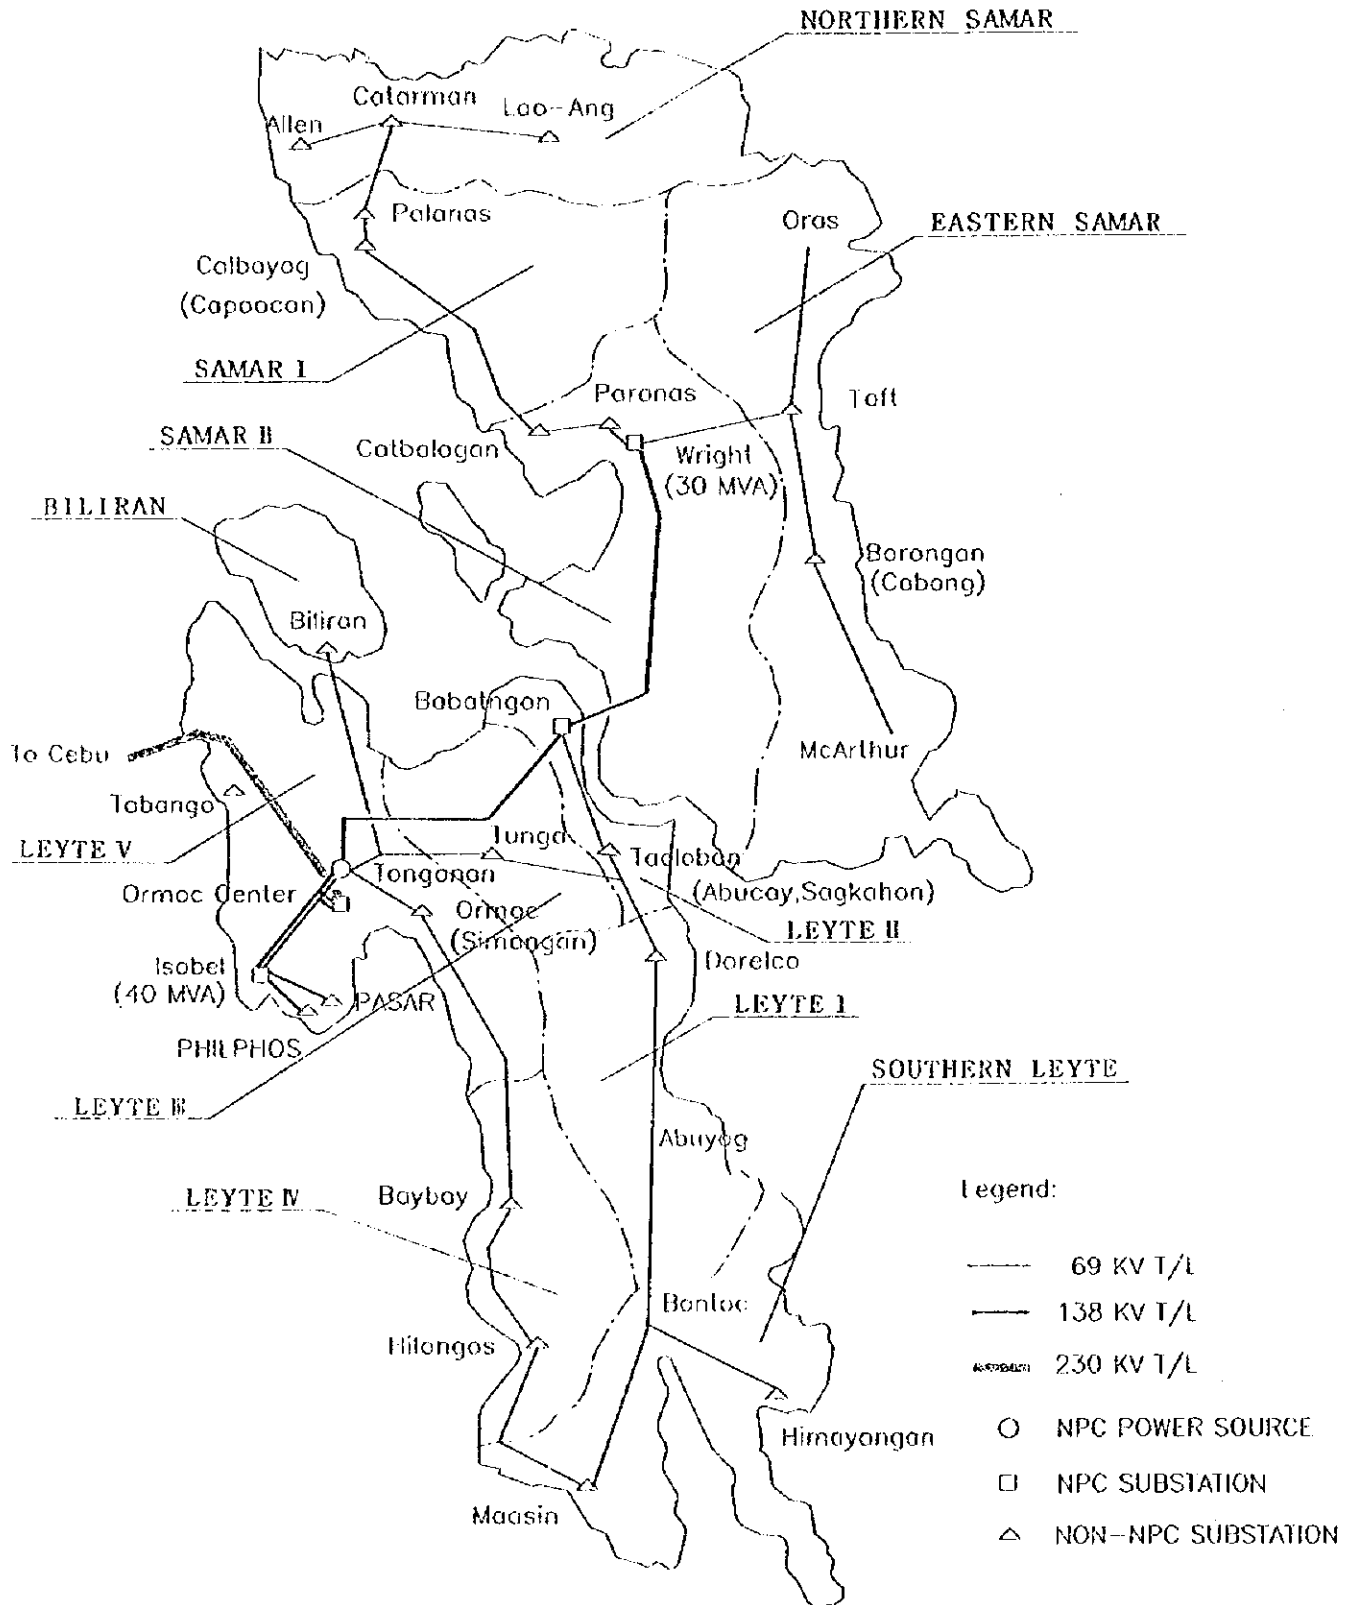 NORTHERN SAMAR
Catarman
Lao-Ang
Allen
Palanas
Oras
EASTERN SAMAR
Calbayog
(Capoocan)
SAMAR I
Paranas
Taft
SAMAR II
Catbalogan
Wright
(30 MVA)
BILIRAN
Borongan
(Cabong)
Biliran
Babatngon
To Cebu
McArthur
Tabango
LEYTE V
Tunga
Tacloban
Tongonan
(Abucay,Sagkahan)
Ormoc Center
Ormoc
(Simangan)
LEYTE II
Isabel
(40 MVA)
Dorelco
PASAR
LEYTE I
PHILPHOS
SOUTHERN LEYTE
LEYTE III
Abuyog
Legend:
LEYTE IV
Baybay
69 KV T/L
Bontoc
138 KV T/L
Hilongos
230 KV T/L
Himayangan
NPC POWER SOURCE
NPC SUBSTATION
Maasin
NON-NPC SUBSTATION